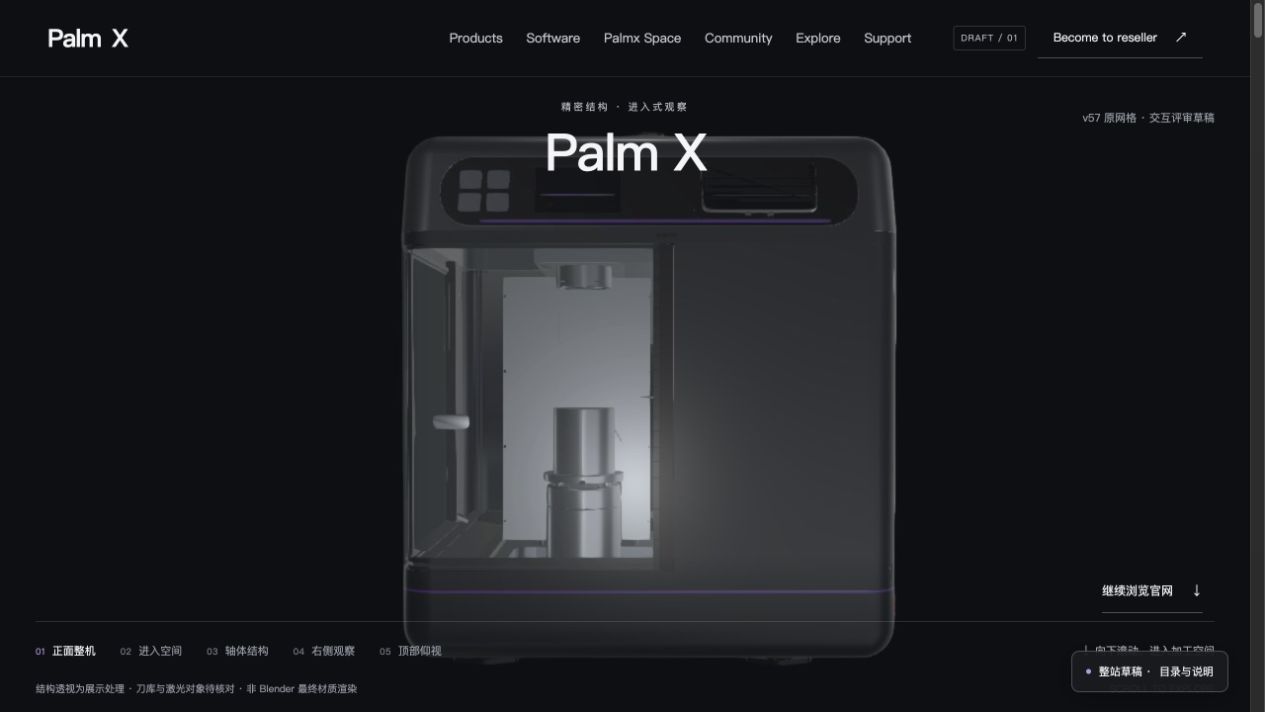 Palm X
Products Software Palmx Space Community Explore Support
DRAFT / 01
Become to reseller ↗
精密结构 · 进入式观察
Palm X
v57 原网格 · 交互评审草稿
继续浏览官网 ↓
01 正面整机 02 进入空间 03 轴体结构 04 右侧观察 05 顶部仰视
整站草稿 · 目录与说明
结构透视为展示处理 · 刀库与激光对象待核对 · 非 Blender 最终材质渲染